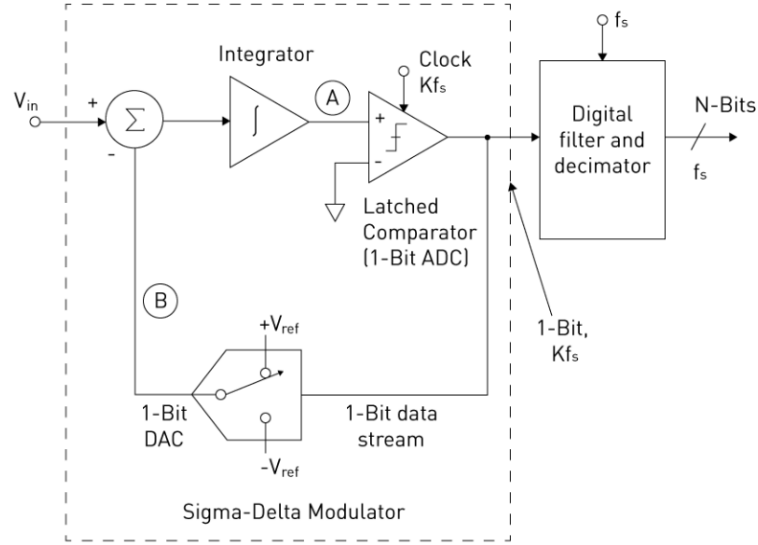 fs
Integrator
Clock
Kfs
Vin
+
Σ
-
∫
A
+
-
Digital
filter and
decimator
N-Bits
fs
Latched
Comparator
(1-Bit ADC)
B
+Vref
1-Bit,
Kfs
1-Bit
DAC
1-Bit data
stream
-Vref
Sigma-Delta Modulator